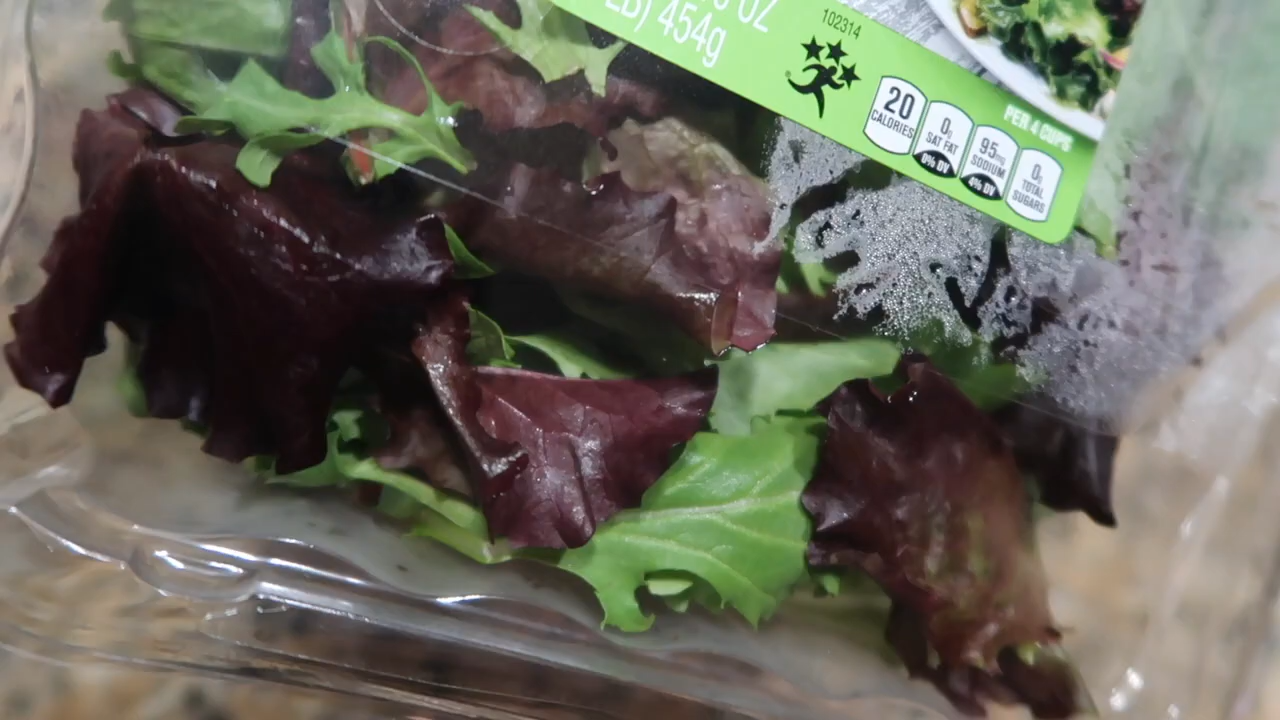 OZ
LB) 454g
102314
20
CALORIES
0g
SAT FAT
0% DV
95mg
SODIUM
4% DV
0g
TOTAL
SUGARS
PER 4 CUPS